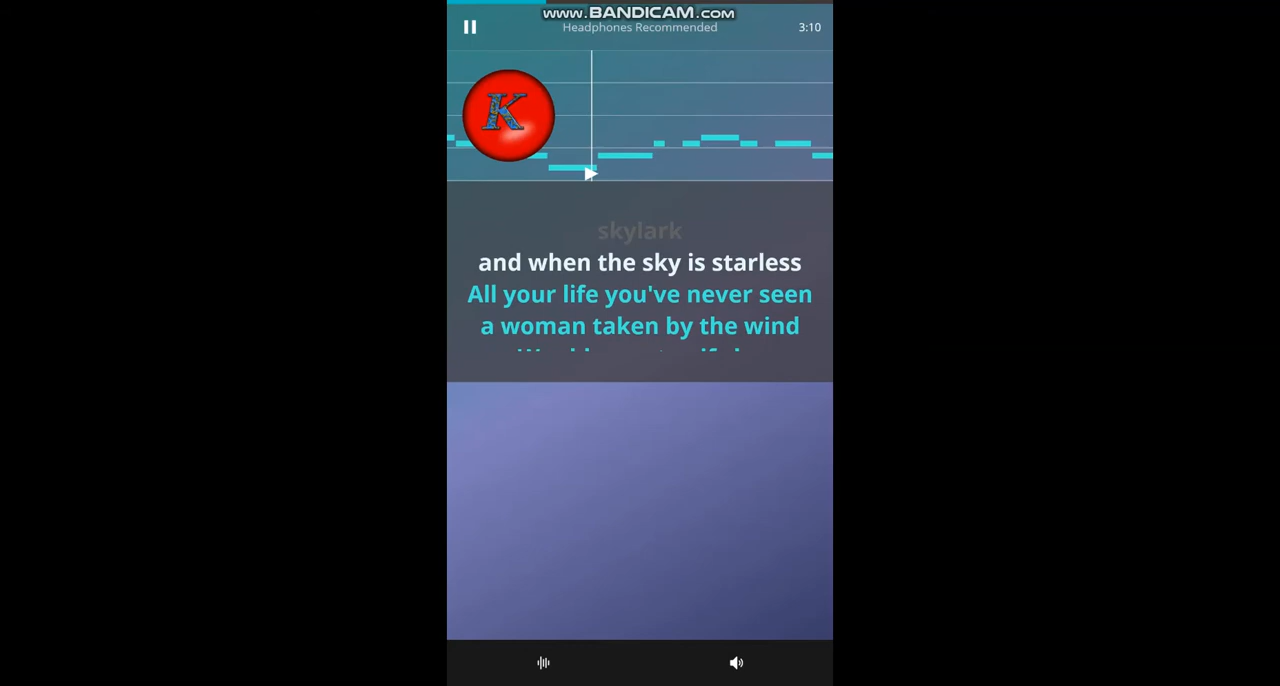 www.BANDICAM.com
Headphones Recommended
3:10
K
skylark
and when the sky is starless
All your life you've never seen
a woman taken by the wind